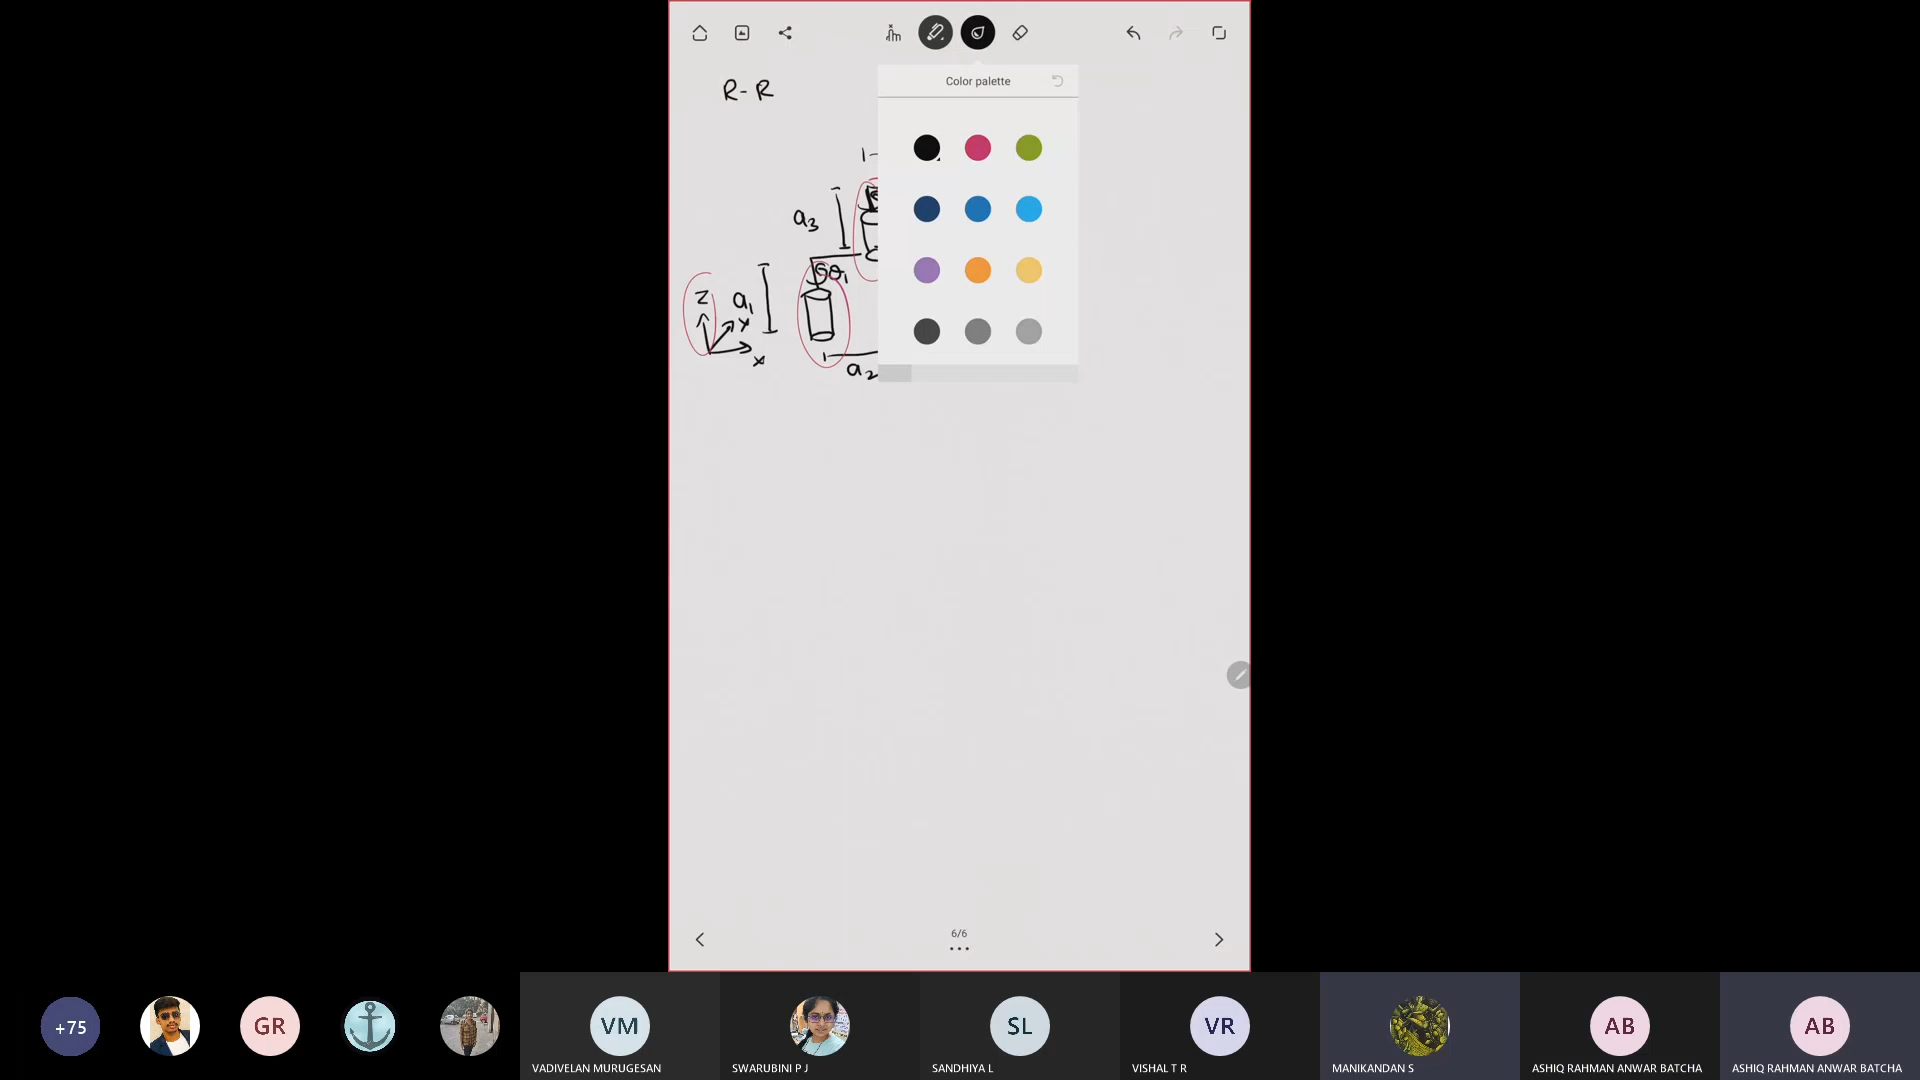 Color palette
R-R
a3
θ1
Z
a1
Y
X
a2
6/6
+75
GR
VM
SL
VR
AB
AB
VADIVELAN MURUGESAN
SWARUBINI P J
SANDHIYA L
VISHAL T R
MANIKANDAN S
ASHIQ RAHMAN ANWAR BATCHA
ASHIQ RAHMAN ANWAR BATCHA